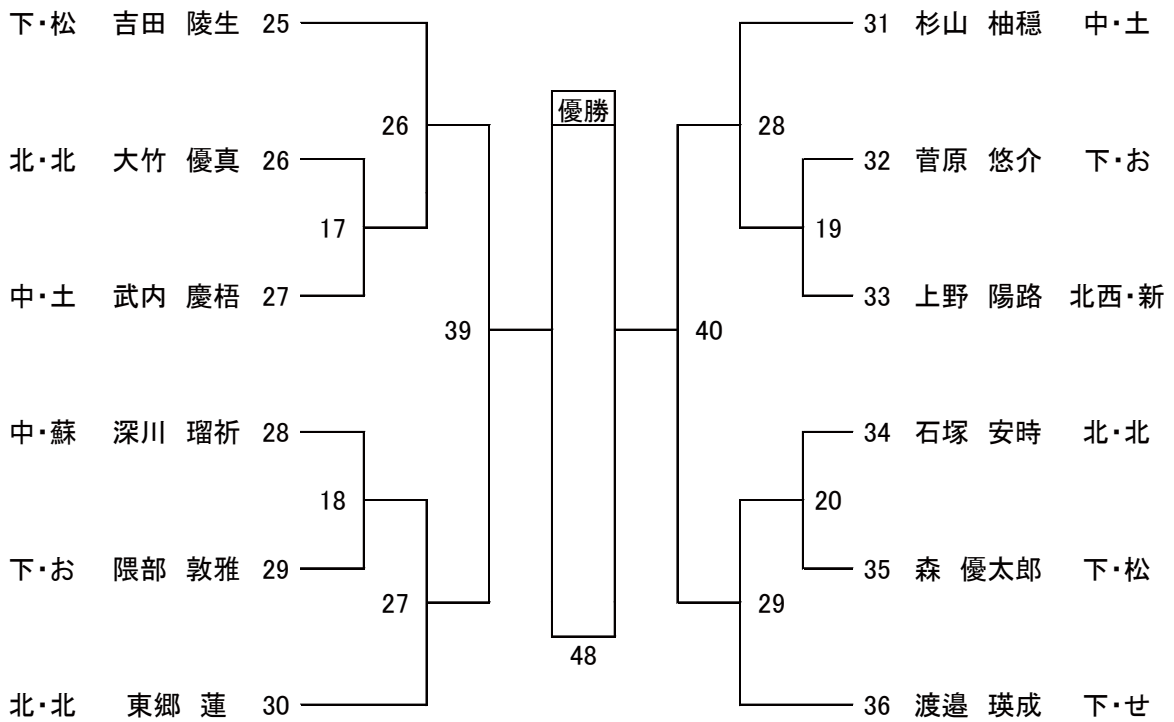 下・松 吉田 陵生 25
31 杉山 柚穏 中・土
優勝
26
28
北・北 大竹 優真 26
32 菅原 悠介 下・お
17
19
中・土 武内 慶梧 27
33 上野 陽路 北西・新
39
40
中・蘇 深川 瑠祈 28
34 石塚 安時 北・北
18
20
下・お 隈部 敦雅 29
35 森 優太郎 下・松
27
29
48
北・北 東郷 蓮 30
36 渡邉 瑛成 下・せ